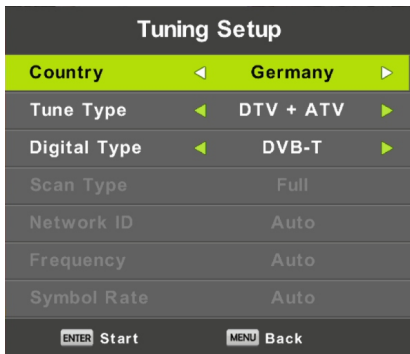 Tuning Setup
Country Germany
Tune Type DTV + ATV
Digital Type DVB-T
Scan Type Full
Network ID Auto
Frequency Auto
Symbol Rate Auto
ENTER Start MENU Back